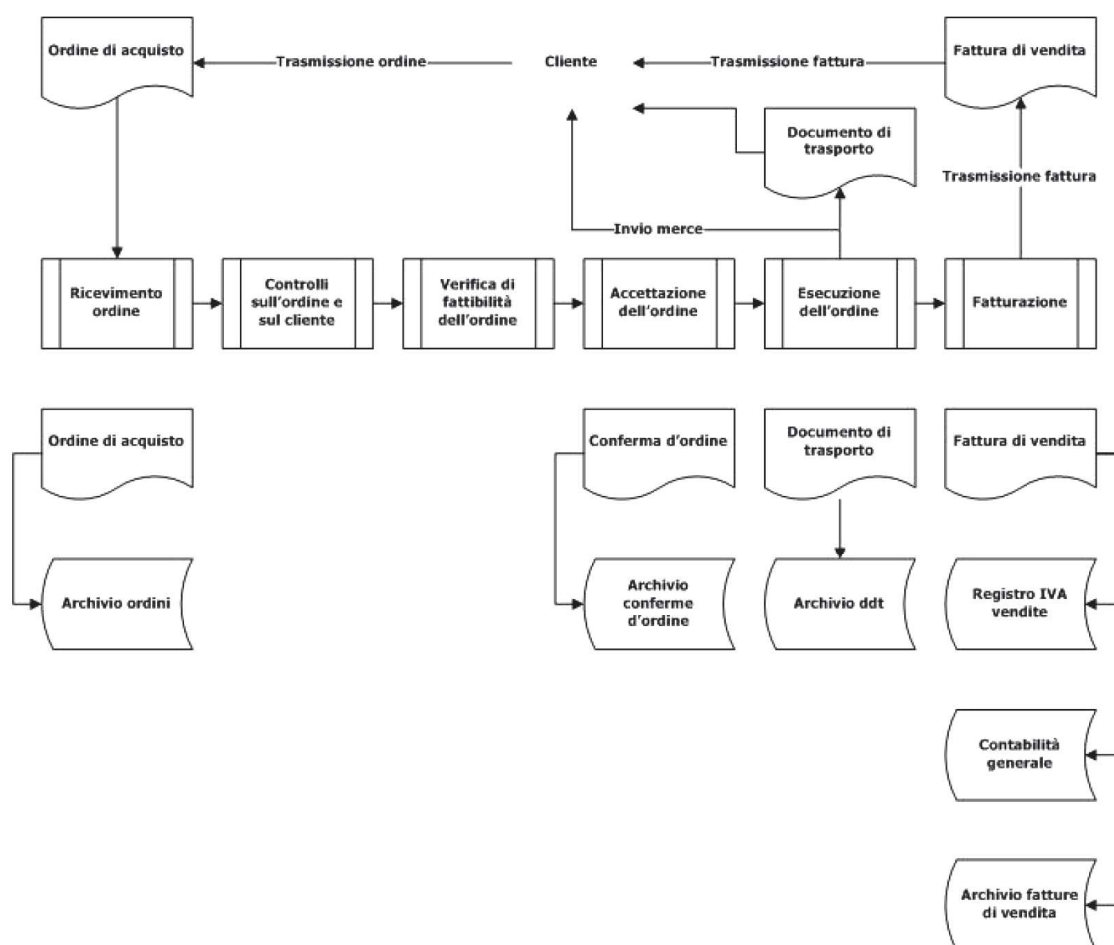 Ordine di acquisto
Trasmissione ordine
Cliente
Trasmissione fattura
Fattura di vendita
Documento di
trasporto
Trasmissione fattura
Invio merce
Ricevimento
ordine
Controlli
sull'ordine e
sul cliente
Verifica di
fattibilità
dell'ordine
Accettazione
dell'ordine
Esecuzione
dell'ordine
Fatturazione
Ordine di acquisto
Conferma d'ordine
Documento di
trasporto
Fattura di vendita
Archivio ordini
Archivio
conferme
d'ordine
Archivio ddt
Registro IVA
vendite
Contabilità
generale
Archivio fatture
di vendita